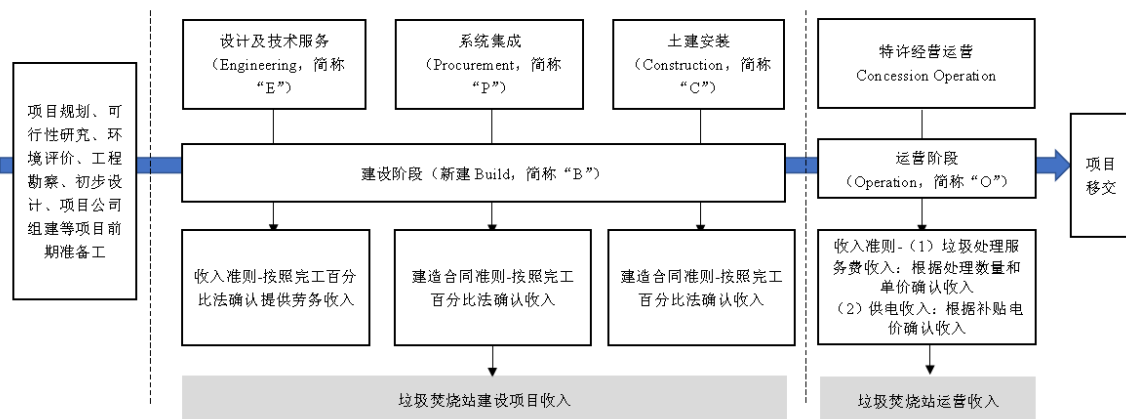 项目规划、可
行性研究、环
境评价、工程
勘察、初步设
计、项目公司
组建等项目前
期准备工
设计及技术服务
（Engineering，简称
“E”）
系统集成
（Procurement，简称
“P”）
土建安装
（Construction，简称
“C”）
特许经营运营
Concession Operation
建设阶段（新建 Build，简称“B”）
运营阶段
（Operation，简称“O”）
项目
移交
收入准则-按照完工百分
比法确认提供劳务收入
建造合同准则-按照完工
百分比法确认收入
建造合同准则-按照完工
百分比法确认收入
收入准则-（1）垃圾处理服
务费收入：根据处理数量和
单价确认收入
（2）供电收入：根据补贴电
价确认收入
垃圾焚烧站建设项目收入
垃圾焚烧站运营收入